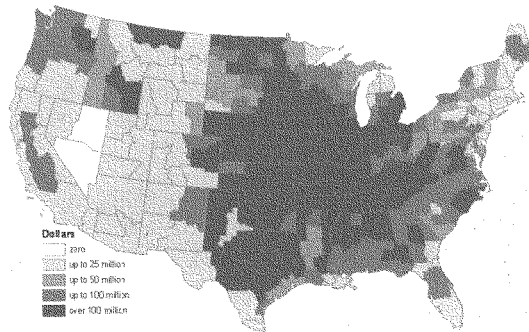 Dollars
zero
up to 25 million
up to 50 million
up to 100 million
over 100 million